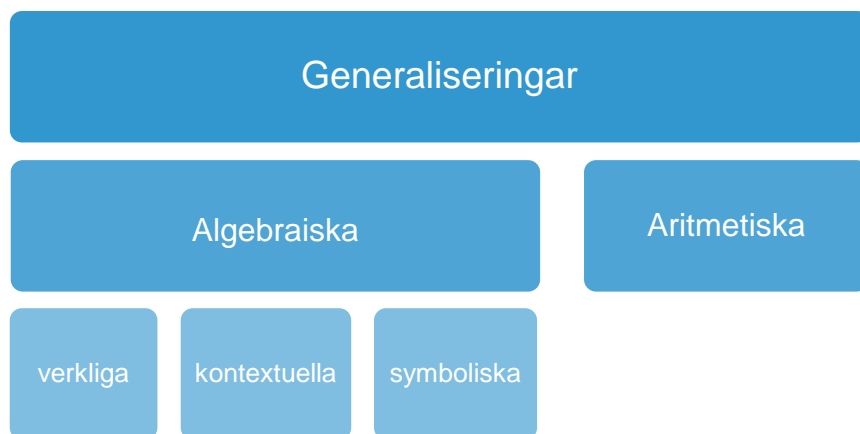 Generaliseringar
Algebraiska
Aritmetiska
verkliga
kontextuella
symboliska